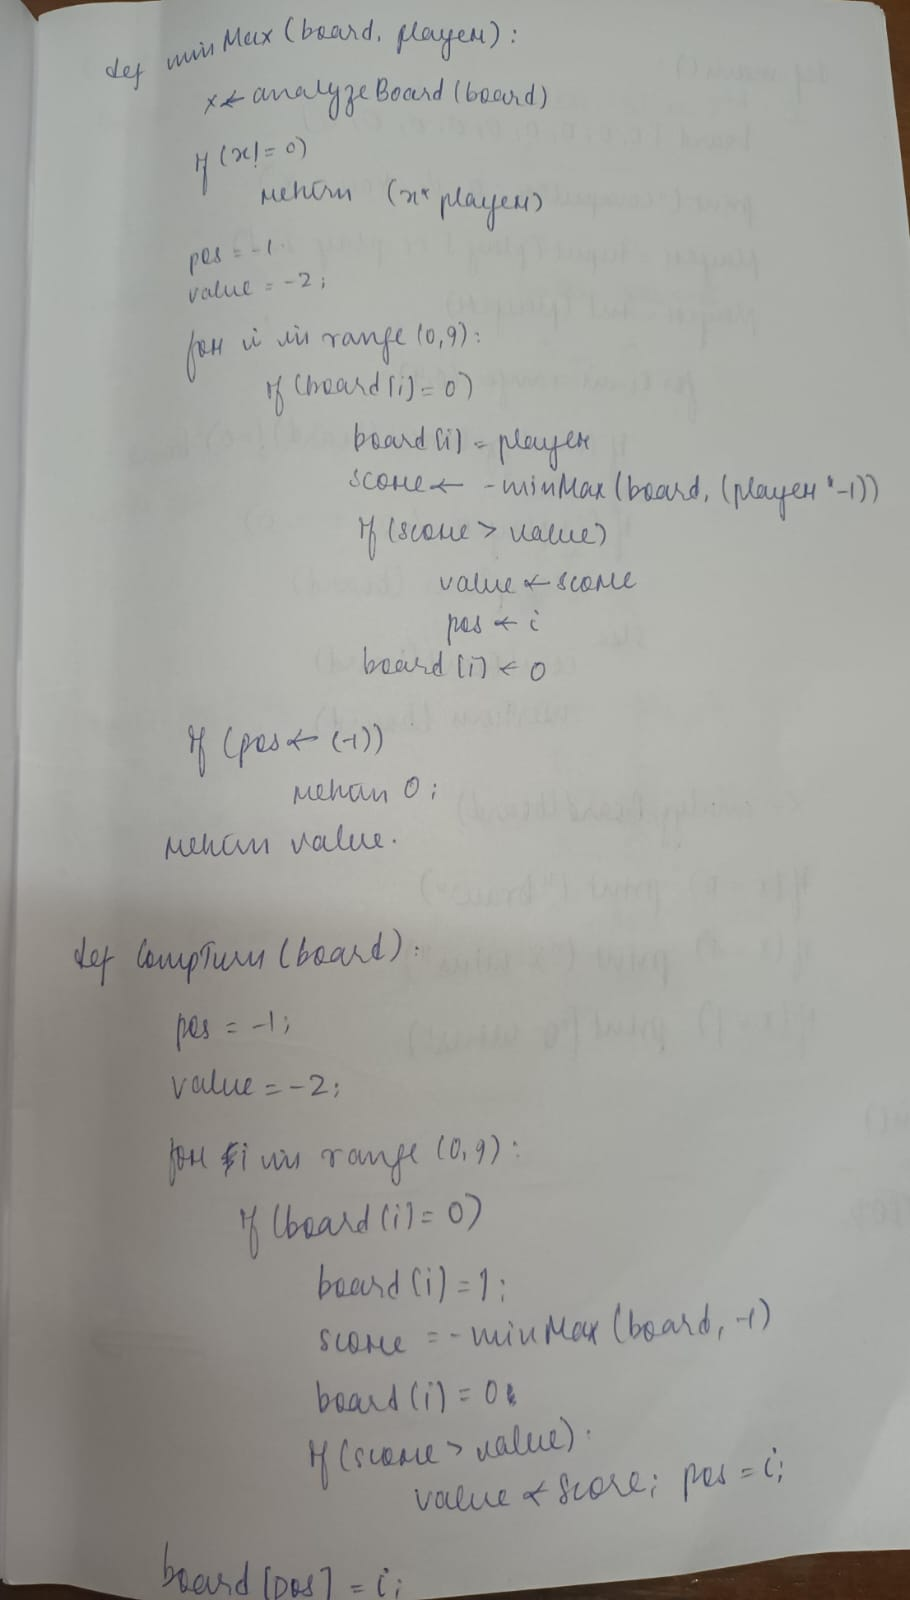 def minMax (board, player):
x← analyzeBoard (board)
if (x!=0)
return (x* player)
pos = -1.
value = -2;
for i in range (0,9):
if (board[i]=0)
board[i] = player
score ← -minMax (board, (player *-1))
if (score > value)
value ← score
pos ← i
board[i] ← 0
if (pos ← (-1))
return 0;
return value.
def CompTurn (board):
pos = -1;
value = -2;
for i in range (0,9):
if (board[i]=0)
board[i] = 1;
score = -minMax (board, -1)
board[i] = 0
if (score > value).
value ← score; pos = i;
board[pos] = i;